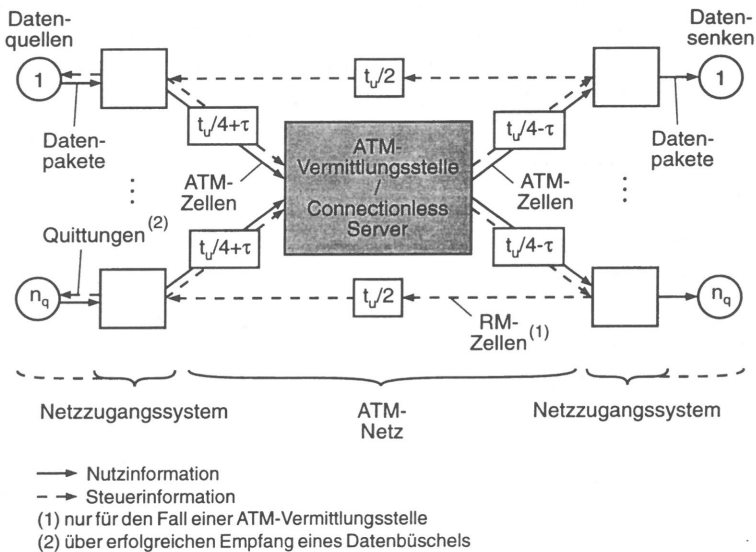 Daten-
quellen
1
Daten-
pakete
t_u/2
t_u/4+τ
ATM-
Zellen
ATM-
Vermittlungsstelle
/
Connectionless
Server
t_u/4-τ
ATM-
Zellen
Daten-
senken
1
Daten-
pakete
Quittungen (2)
n_q
t_u/4+τ
t_u/2
RM-
Zellen (1)
t_u/4-τ
n_q
Netzzugangssystem
ATM-
Netz
Netzzugangssystem
Nutzinformation
Steuerinformation
(1) nur für den Fall einer ATM-Vermittlungsstelle
(2) über erfolgreichen Empfang eines Datenbüschels